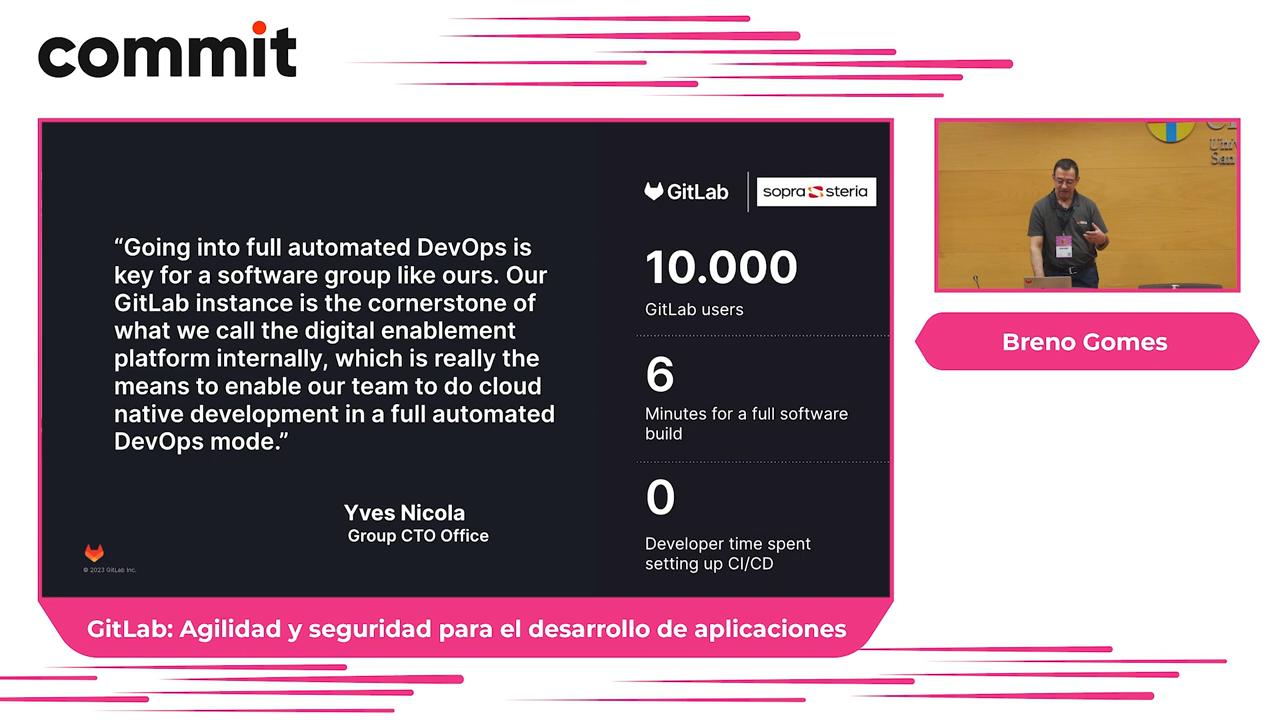 commit
“Going into full automated DevOps is
key for a software group like ours. Our
GitLab instance is the cornerstone of
what we call the digital enablement
platform internally, which is really the
means to enable our team to do cloud
native development in a full automated
DevOps mode.”
Yves Nicola
Group CTO Office
© 2023 GitLab Inc.
GitLab
sopra steria
10.000
GitLab users
6
Minutes for a full software
build
0
Developer time spent
setting up CI/CD
San
Breno Gomes
GitLab: Agilidad y seguridad para el desarrollo de aplicaciones